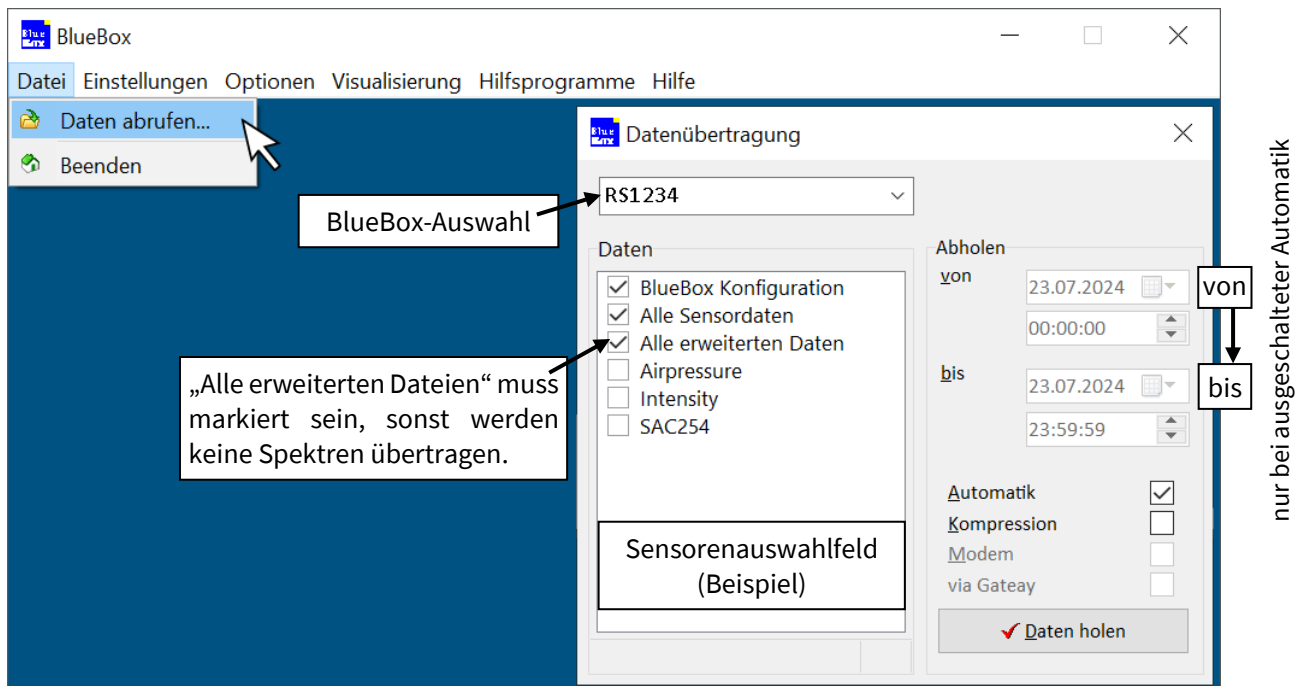 BlueBox
Datei Einstellungen Optionen Visualisierung Hilfsprogramme Hilfe
Daten abrufen...
Beenden
Datenübertragung
RS1234
BlueBox-Auswahl
Daten
BlueBox Konfiguration
Alle Sensordaten
Alle erweiterten Daten
Airpressure
Intensity
SAC254
„Alle erweiterten Dateien“ muss
markiert sein, sonst werden
keine Spektren übertragen.
Sensorenauswahlfeld
(Beispiel)
Abholen
von
23.07.2024
00:00:00
bis
23.07.2024
23:59:59
von
bis
nur bei ausgeschalteter Automatik
Automatik
Kompression
Modem
via Gateay
Daten holen